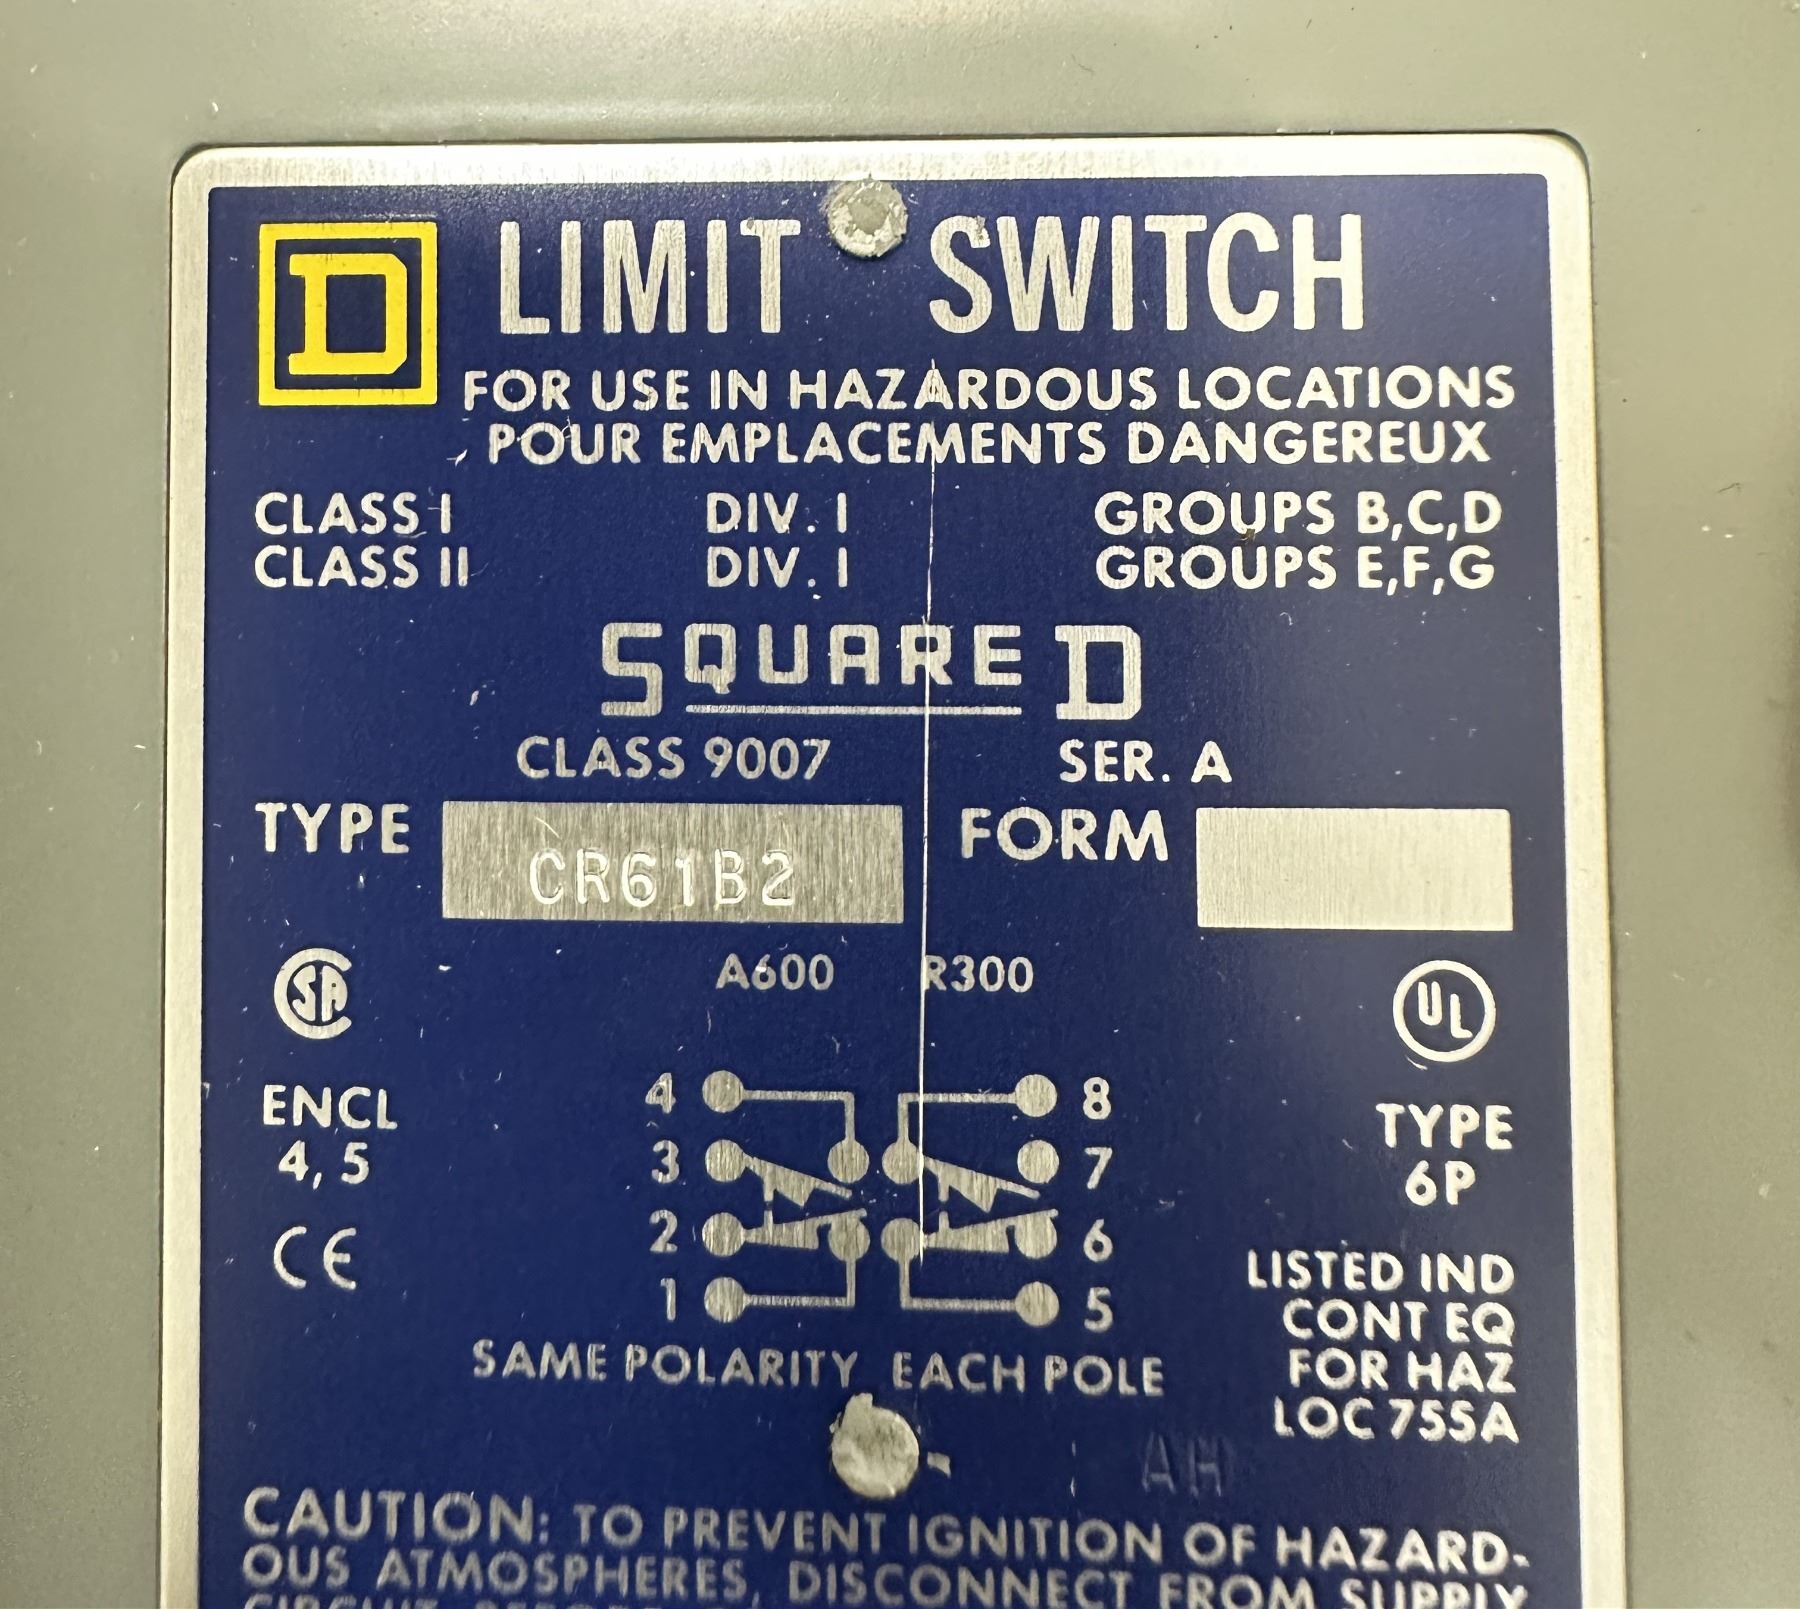 D LIMIT SWITCH
FOR USE IN HAZARDOUS LOCATIONS
POUR EMPLACEMENTS DANGEREUX
CLASS I DIV. I GROUPS B,C,D
CLASS II DIV. I GROUPS E,F,G
SQUARE D
CLASS 9007 SER. A
TYPE CR61B2 FORM
A600 R300
SA UL
ENCL
4, 5
CE
4 8
3 7
2 6
1 5
TYPE
6P
LISTED IND
CONT EQ
FOR HAZ
LOC 755A
SAME POLARITY EACH POLE
AH
CAUTION: TO PREVENT IGNITION OF HAZARD-
OUS ATMOSPHERES, DISCONNECT FROM SUPPLY